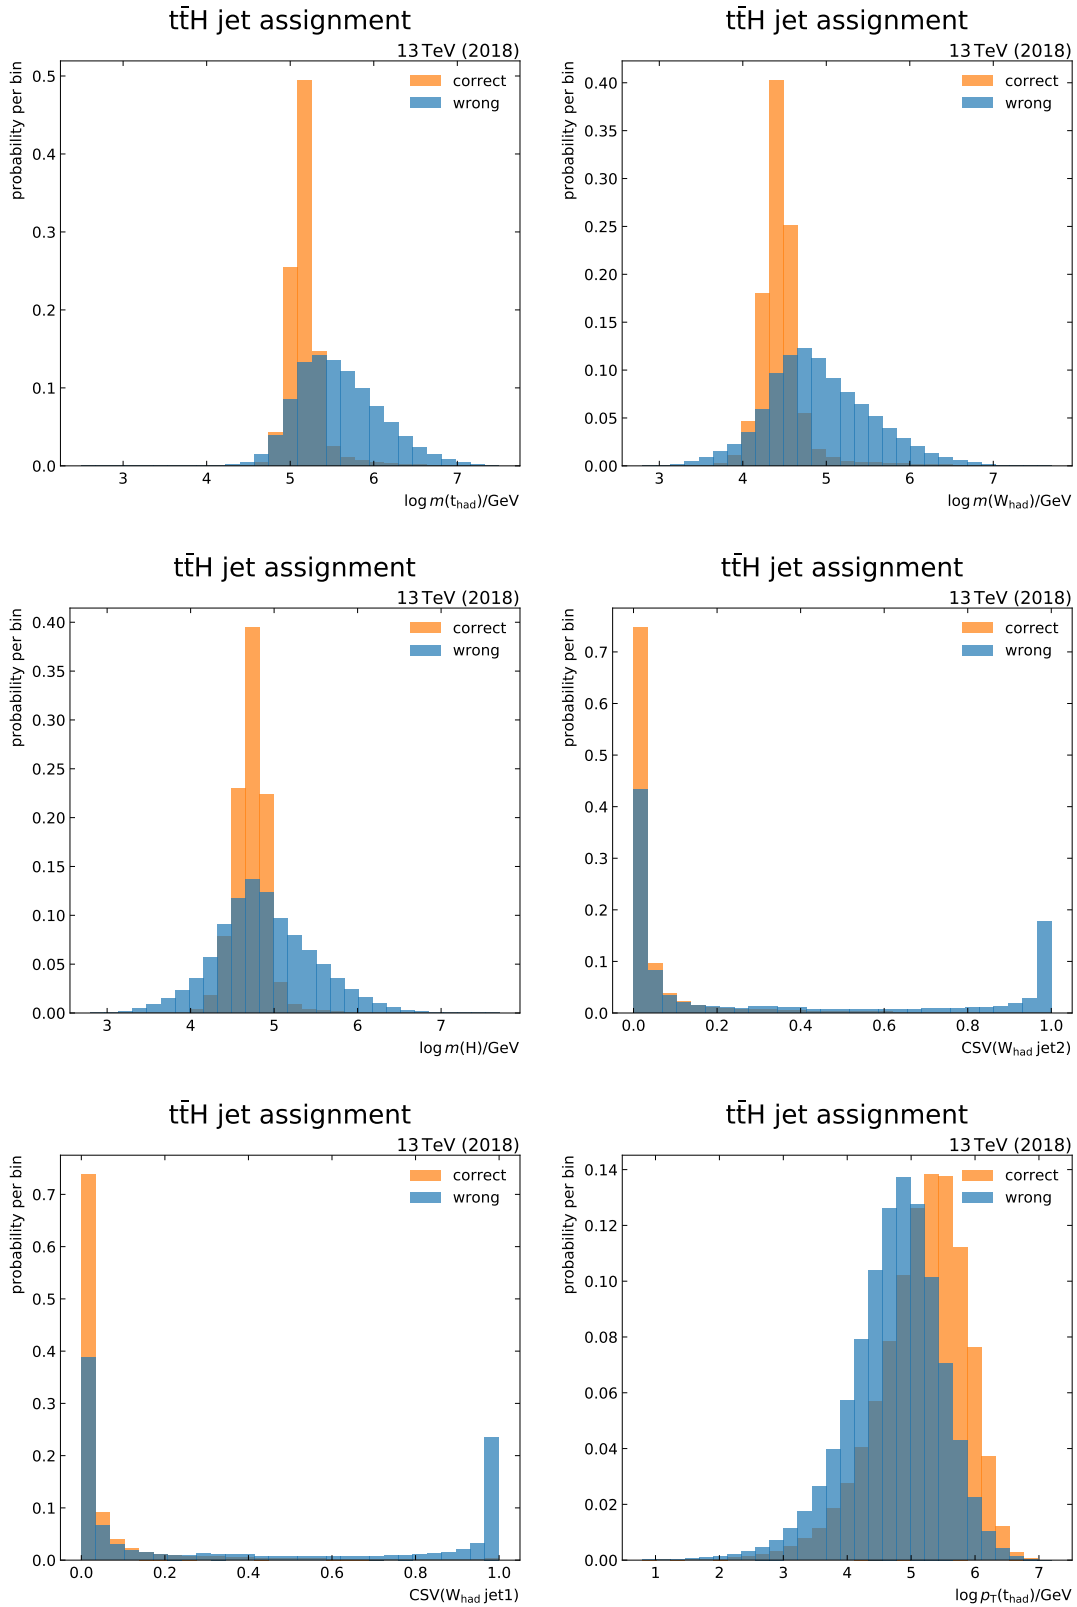 tt̄H jet assignment
13 TeV (2018)
probability per bin
correct
wrong
0.5
0.4
0.3
0.2
0.1
0.0
3 4 5 6 7
log m(t_had)/GeV
tt̄H jet assignment
13 TeV (2018)
probability per bin
correct
wrong
0.40
0.35
0.30
0.25
0.20
0.15
0.10
0.05
0.00
3 4 5 6 7
log m(W_had)/GeV
tt̄H jet assignment
13 TeV (2018)
probability per bin
correct
wrong
0.40
0.35
0.30
0.25
0.20
0.15
0.10
0.05
0.00
3 4 5 6 7
log m(H)/GeV
tt̄H jet assignment
13 TeV (2018)
probability per bin
correct
wrong
0.7
0.6
0.5
0.4
0.3
0.2
0.1
0.0
0.0 0.2 0.4 0.6 0.8 1.0
CSV(W_had jet2)
tt̄H jet assignment
13 TeV (2018)
probability per bin
correct
wrong
0.7
0.6
0.5
0.4
0.3
0.2
0.1
0.0
0.0 0.2 0.4 0.6 0.8 1.0
CSV(W_had jet1)
tt̄H jet assignment
13 TeV (2018)
probability per bin
correct
wrong
0.14
0.12
0.10
0.08
0.06
0.04
0.02
0.00
1 2 3 4 5 6 7
log p_T(t_had)/GeV